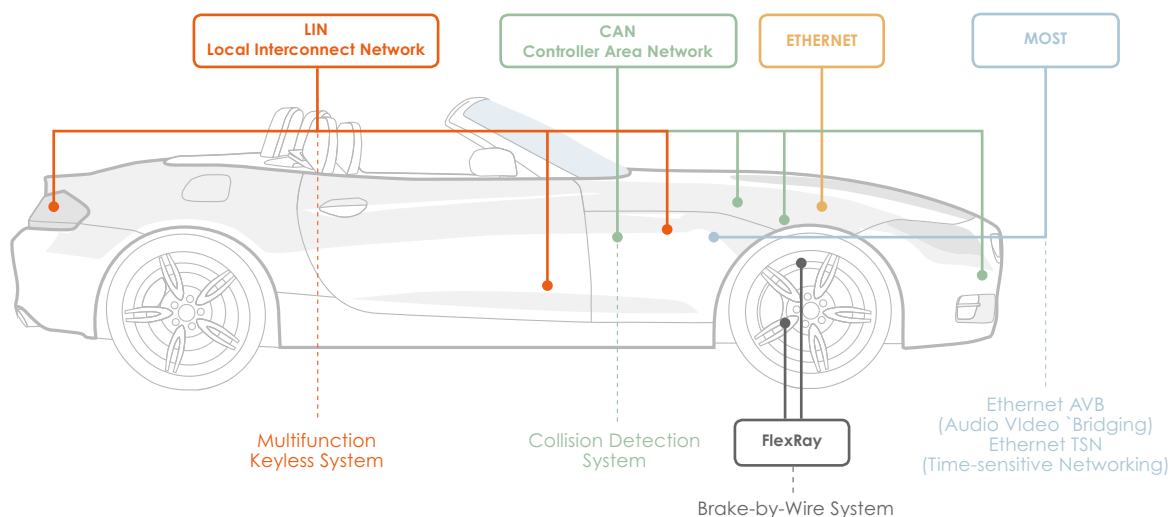 LIN
Local Interconnect Network
CAN
Controller Area Network
ETHERNET
MOST
Multifunction
Keyless System
Collision Detection
System
FlexRay
Brake-by-Wire System
Ethernet AVB
(Audio VIdeo `Bridging)
Ethernet TSN
(Time-sensitive Networking)